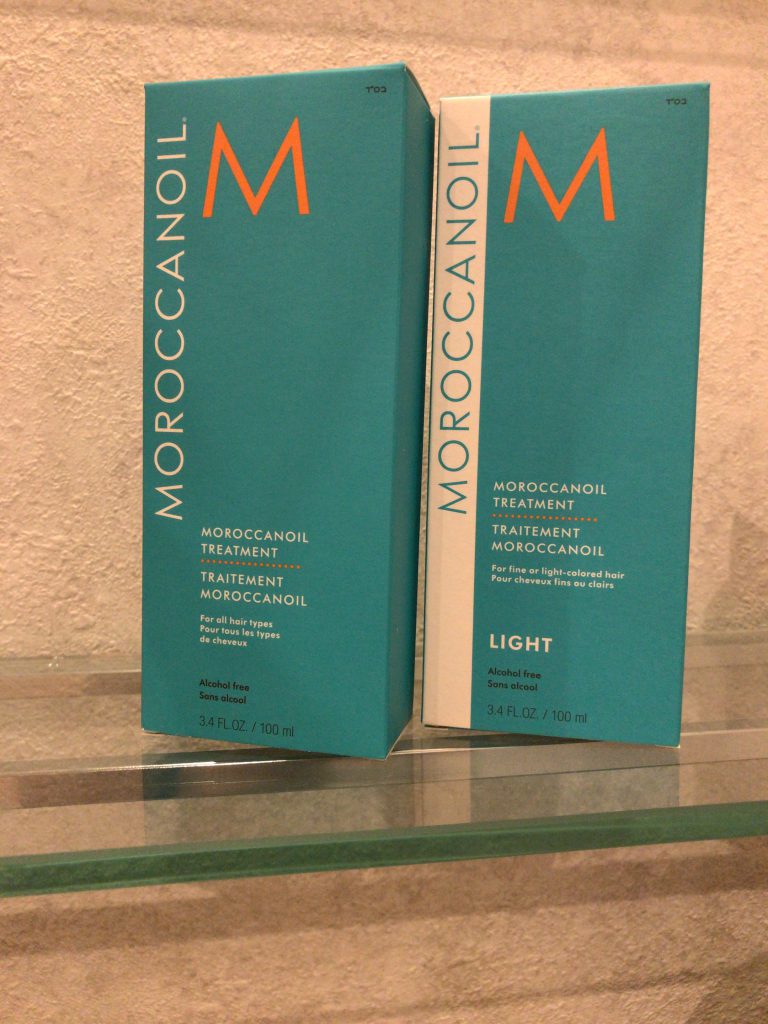 בס"ד
M
MOROCCANOIL®
MOROCCANOIL
TREATMENT
TRAITEMENT
MOROCCANOIL
For all hair types
Pour tous les types
de cheveux
Alcohol free
Sans alcool
3.4 FL.OZ. / 100 ml
בס"ד
M
MOROCCANOIL®
MOROCCANOIL
TREATMENT
TRAITEMENT
MOROCCANOIL
For fine or light-colored hair
Pour cheveux fins ou clairs
LIGHT
Alcohol free
Sans alcool
3.4 FL.OZ. / 100 ml